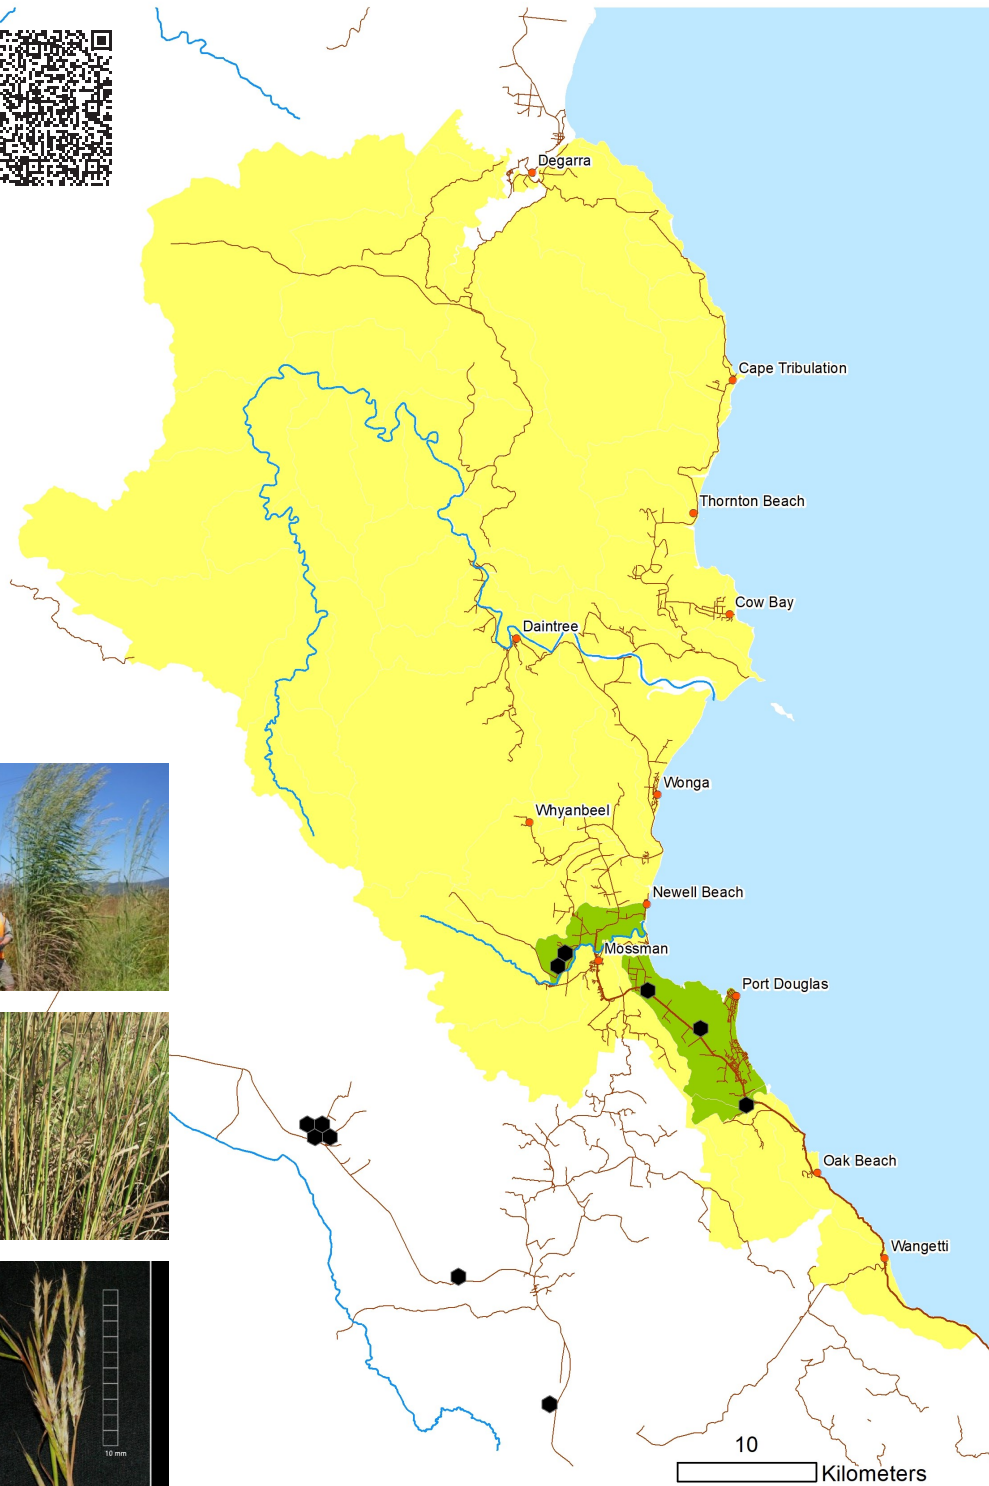 Degarra
Cape Tribulation
Thornton Beach
Cow Bay
Daintree
Wonga
Whyanbeel
Newell Beach
Mossman
Port Douglas
Oak Beach
Wangetti
10 mm
10
Kilometers